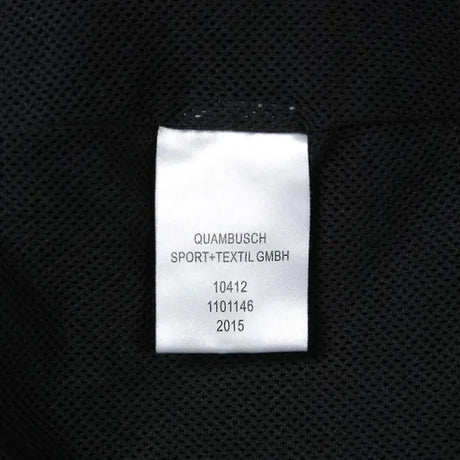 QUAMBUSCH
SPORT+TEXTIL GMBH
10412
1101146
2015